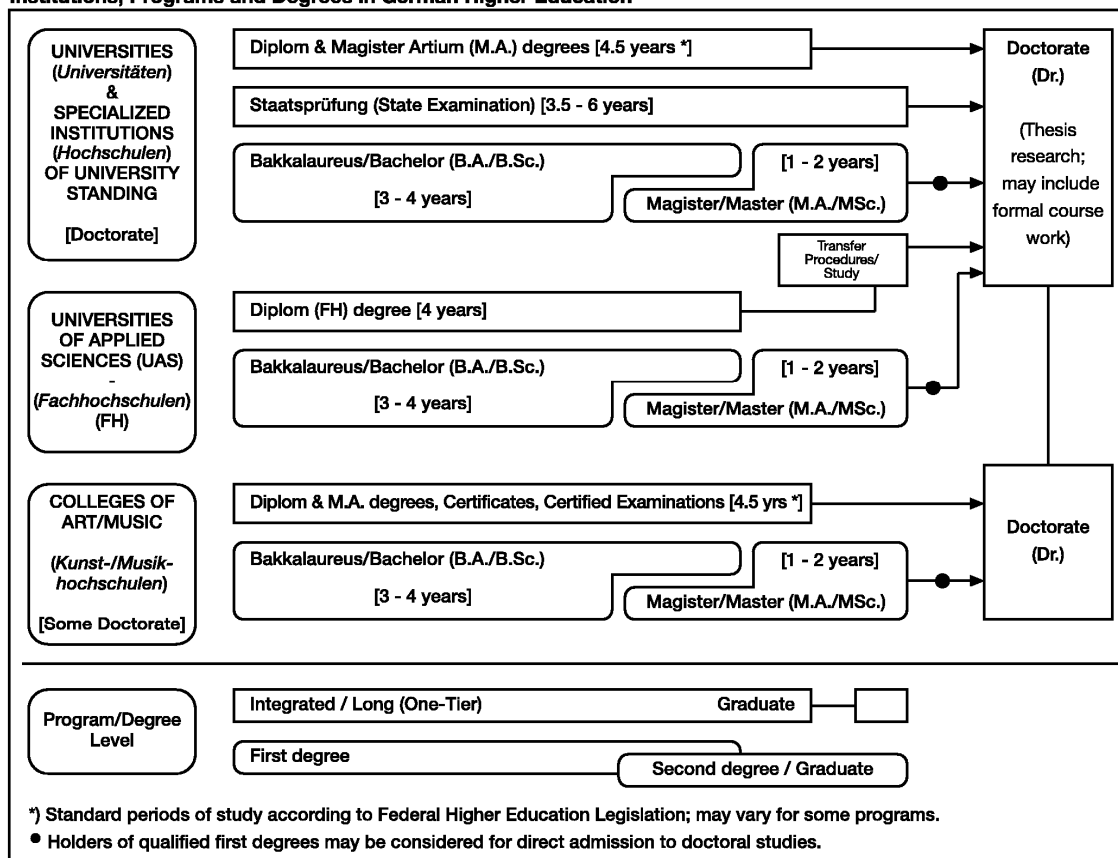 Institutions, Programs and Degrees in German Higher Education
UNIVERSITIES
(Universitäten)
&
SPECIALIZED
INSTITUTIONS
(Hochschulen)
OF UNIVERSITY
STANDING
[Doctorate]
Diplom & Magister Artium (M.A.) degrees [4.5 years *]
Staatsprüfung (State Examination) [3.5 - 6 years]
Bakkalaureus/Bachelor (B.A./B.Sc.)
[3 - 4 years]
[1 - 2 years]
Magister/Master (M.A./MSc.)
Doctorate
(Dr.)
(Thesis
research;
may include
formal course
work)
Transfer
Procedures/
Study
UNIVERSITIES
OF APPLIED
SCIENCES (UAS)
-
(Fachhochschulen)
(FH)
Diplom (FH) degree [4 years]
Bakkalaureus/Bachelor (B.A./B.Sc.)
[3 - 4 years]
[1 - 2 years]
Magister/Master (M.A./MSc.)
COLLEGES OF
ART/MUSIC
(Kunst-/Musik-
hochschulen)
[Some Doctorate]
Diplom & M.A. degrees, Certificates, Certified Examinations [4.5 yrs *]
Bakkalaureus/Bachelor (B.A./B.Sc.)
[3 - 4 years]
[1 - 2 years]
Magister/Master (M.A./MSc.)
Doctorate
(Dr.)
Program/Degree
Level
Integrated / Long (One-Tier)
Graduate
First degree
Second degree / Graduate
*) Standard periods of study according to Federal Higher Education Legislation; may vary for some programs.
● Holders of qualified first degrees may be considered for direct admission to doctoral studies.